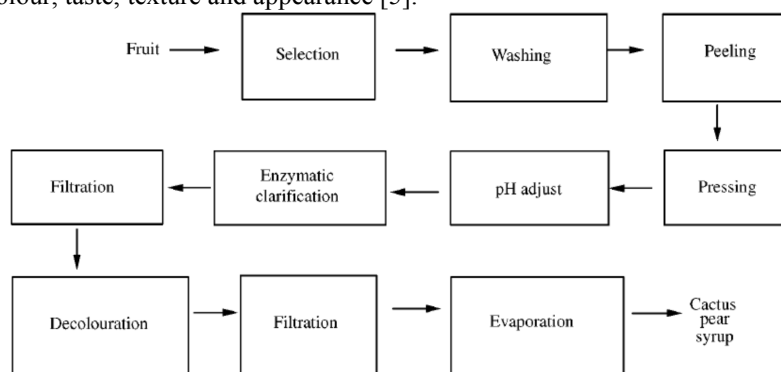 olour, taste, texture and appearance [5].
Fruit
Selection
Washing
Peeling
Pressing
pH adjust
Enzymatic
clarification
Filtration
Decolouration
Filtration
Evaporation
Cactus
pear
syrup